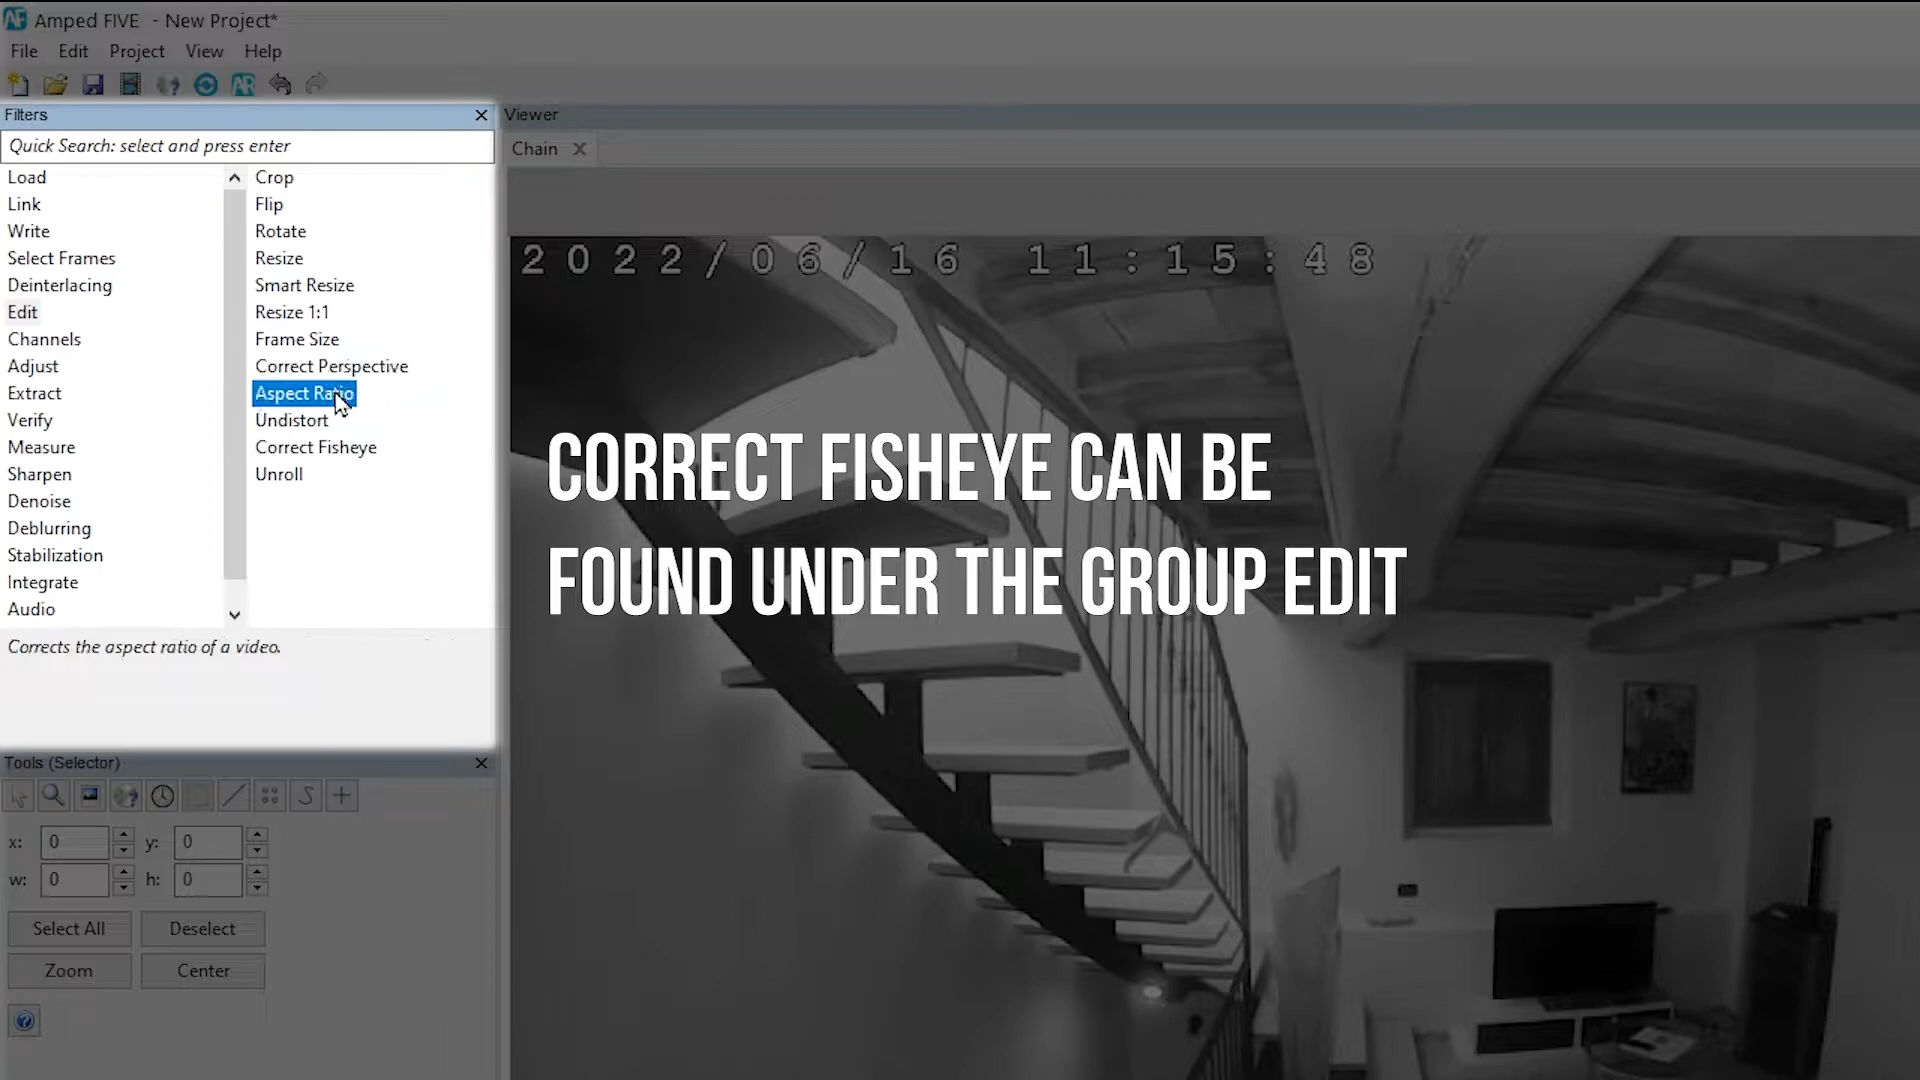 Amped FIVE - New Project*
File Edit Project View Help
Filters
Quick Search: select and press enter
Load
Link
Write
Select Frames
Deinterlacing
Edit
Channels
Adjust
Extract
Verify
Measure
Sharpen
Denoise
Deblurring
Stabilization
Integrate
Audio
Crop
Flip
Rotate
Resize
Smart Resize
Resize 1:1
Frame Size
Correct Perspective
Aspect Ratio
Undistort
Correct Fisheye
Unroll
Corrects the aspect ratio of a video.
Tools (Selector)
x: 0 y: 0
w: 0 h: 0
Select All Deselect
Zoom Center
Viewer
Chain
2022/06/16 11:15:48
CORRECT FISHEYE CAN BE
FOUND UNDER THE GROUP EDIT